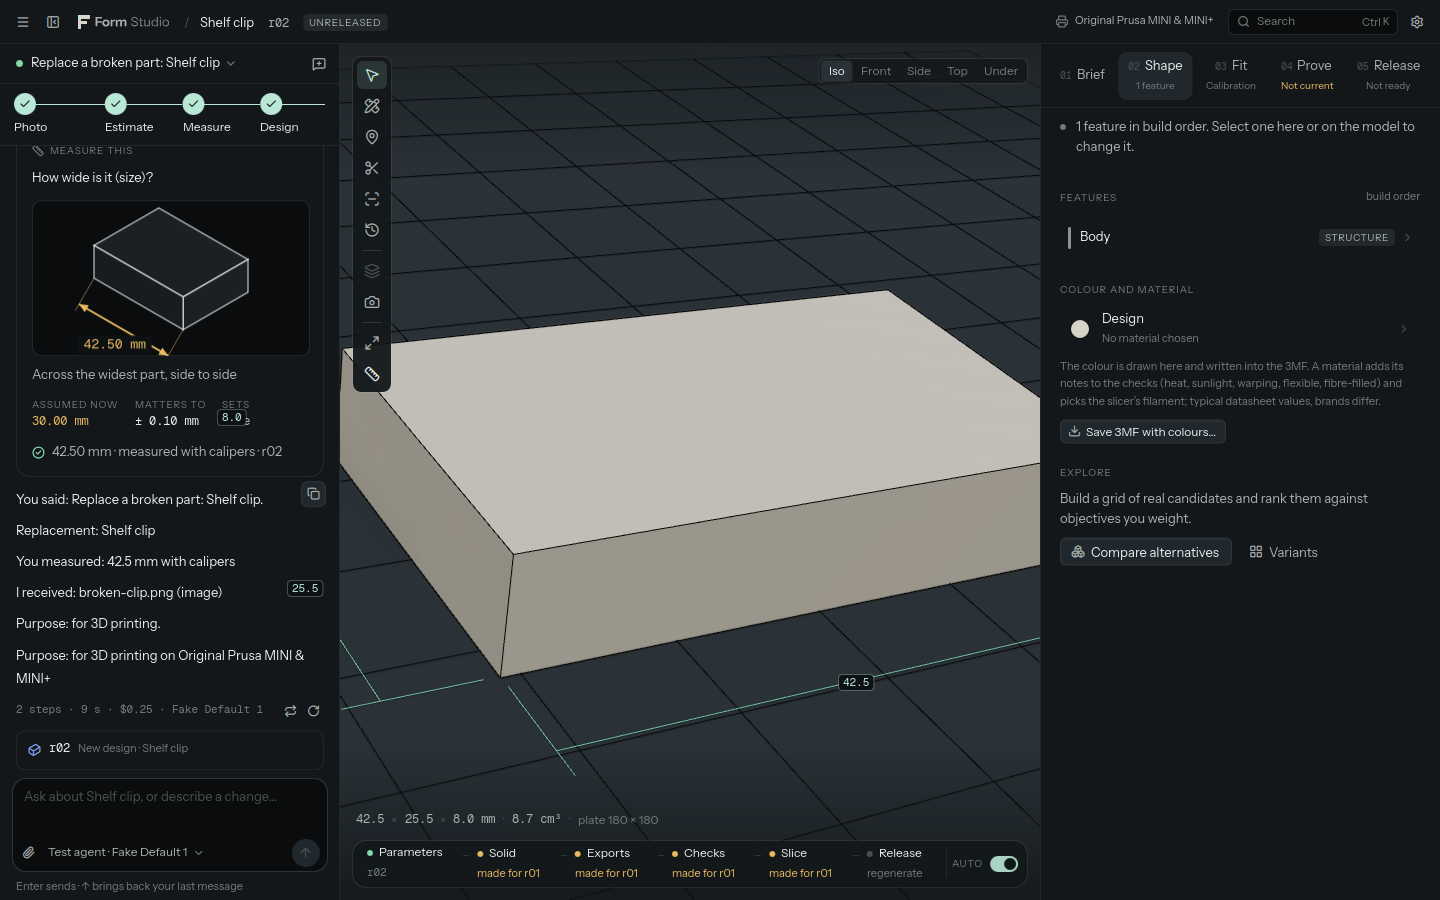 Form Studio / Shelf clip r02 UNRELEASED
Original Prusa MINI & MINI+
Search Ctrl K
Replace a broken part: Shelf clip
Photo Estimate Measure Design
MEASURE THIS
How wide is it (size)?
42.50 mm
Across the widest part, side to side
ASSUMED NOW MATTERS TO SETS
30.00 mm ± 0.10 mm
8.0
42.50 mm · measured with calipers · r02
You said: Replace a broken part: Shelf clip.
Replacement: Shelf clip
You measured: 42.5 mm with calipers
I received: broken-clip.png (image)
25.5
Purpose: for 3D printing.
Purpose: for 3D printing on Original Prusa MINI &
MINI+
2 steps · 9 s · $0.25 · Fake Default 1
r02 New design · Shelf clip
Ask about Shelf clip, or describe a change...
Test agent · Fake Default 1
Enter sends · ↑ brings back your last message
Iso Front Side Top Under
42.5
42.5 × 25.5 × 8.0 mm · 8.7 cm³ · plate 180 × 180
Parameters Solid Exports Checks Slice Release
r02 made for r01 made for r01 made for r01 made for r01 regenerate
AUTO
01 Brief 02 Shape 03 Fit 04 Prove 05 Release
1 feature Calibration Not current Not ready
1 feature in build order. Select one here or on the model to
change it.
FEATURES build order
Body STRUCTURE
COLOUR AND MATERIAL
Design
No material chosen
The colour is drawn here and written into the 3MF. A material adds its
notes to the checks (heat, sunlight, warping, flexible, fibre-filled) and
picks the slicer's filament; typical datasheet values, brands differ.
Save 3MF with colours...
EXPLORE
Build a grid of real candidates and rank them against
objectives you weight.
Compare alternatives Variants